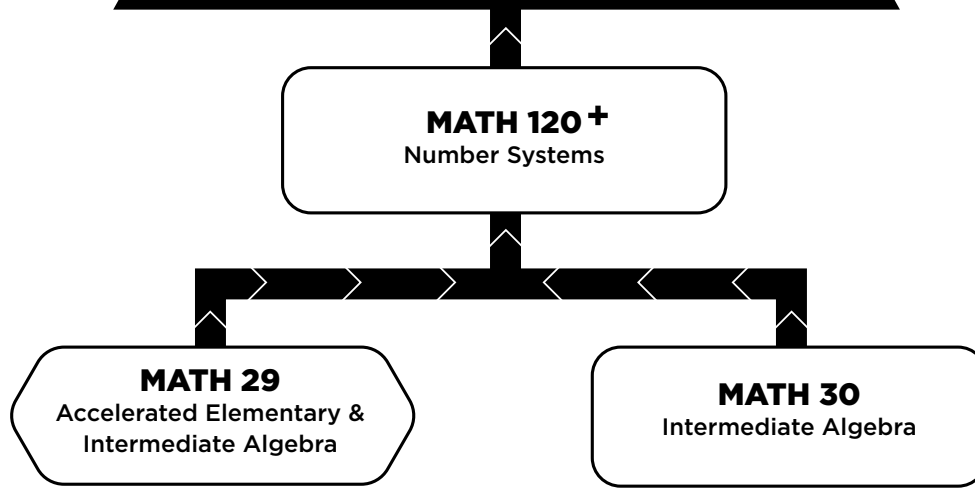 MATH 120+
Number Systems
MATH 29
Accelerated Elementary &
Intermediate Algebra
MATH 30
Intermediate Algebra